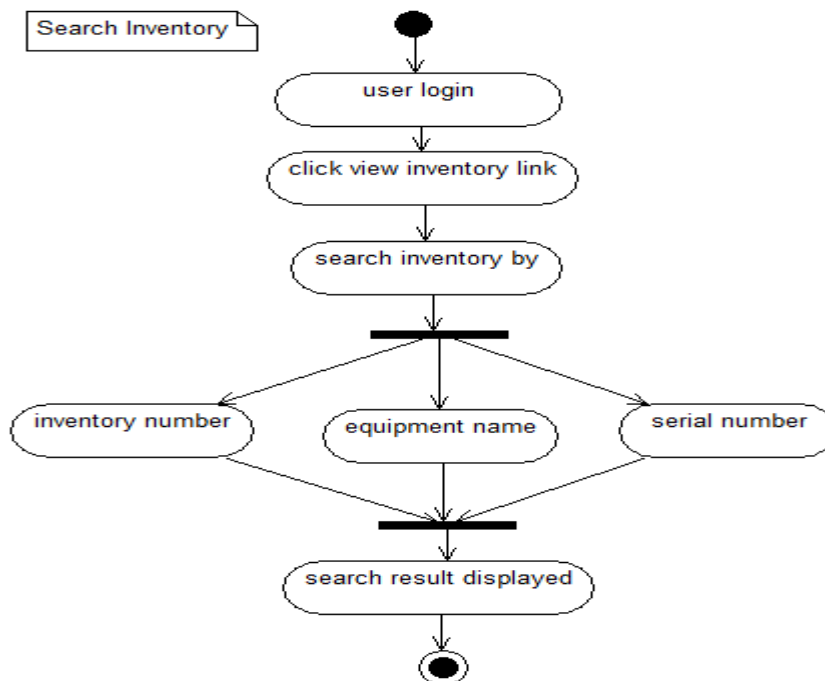 Search Inventory
user login
click view inventory link
search inventory by
inventory number
equipment name
serial number
search result displayed